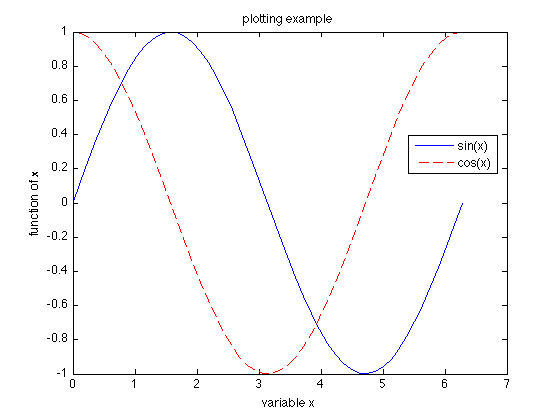 plotting example
1
0.8
0.6
0.4
0.2
0
-0.2
-0.4
-0.6
-0.8
-1
function of x
sin(x)
cos(x)
0 1 2 3 4 5 6 7
variable x